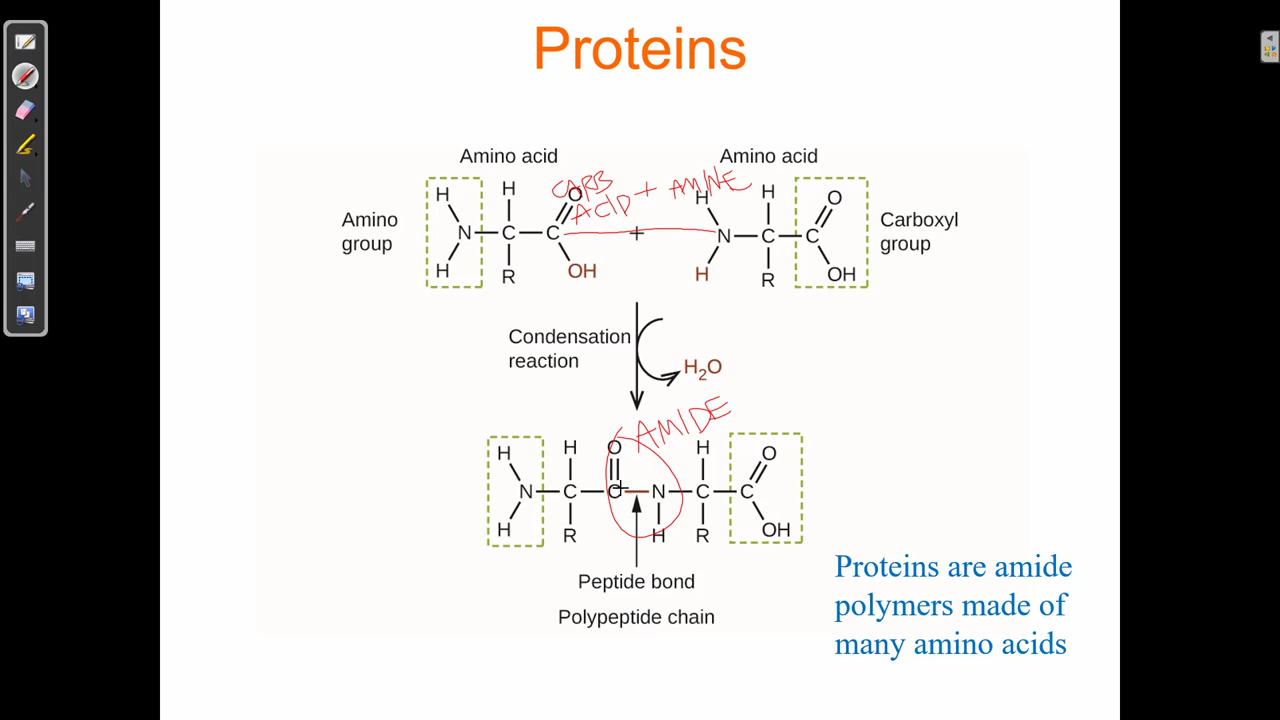 Proteins
Amino acid
Amino acid
CARB
ACID + AMINE
H
H
O
H
H
O
Amino
group
N
C
C
+
N
C
C
Carboxyl
group
H
R
OH
H
R
OH
Condensation
reaction
H2O
AMIDE
H
H
O
H
O
N
C
C
N
C
C
H
R
H
R
OH
Peptide bond
Polypeptide chain
Proteins are amide
polymers made of
many amino acids